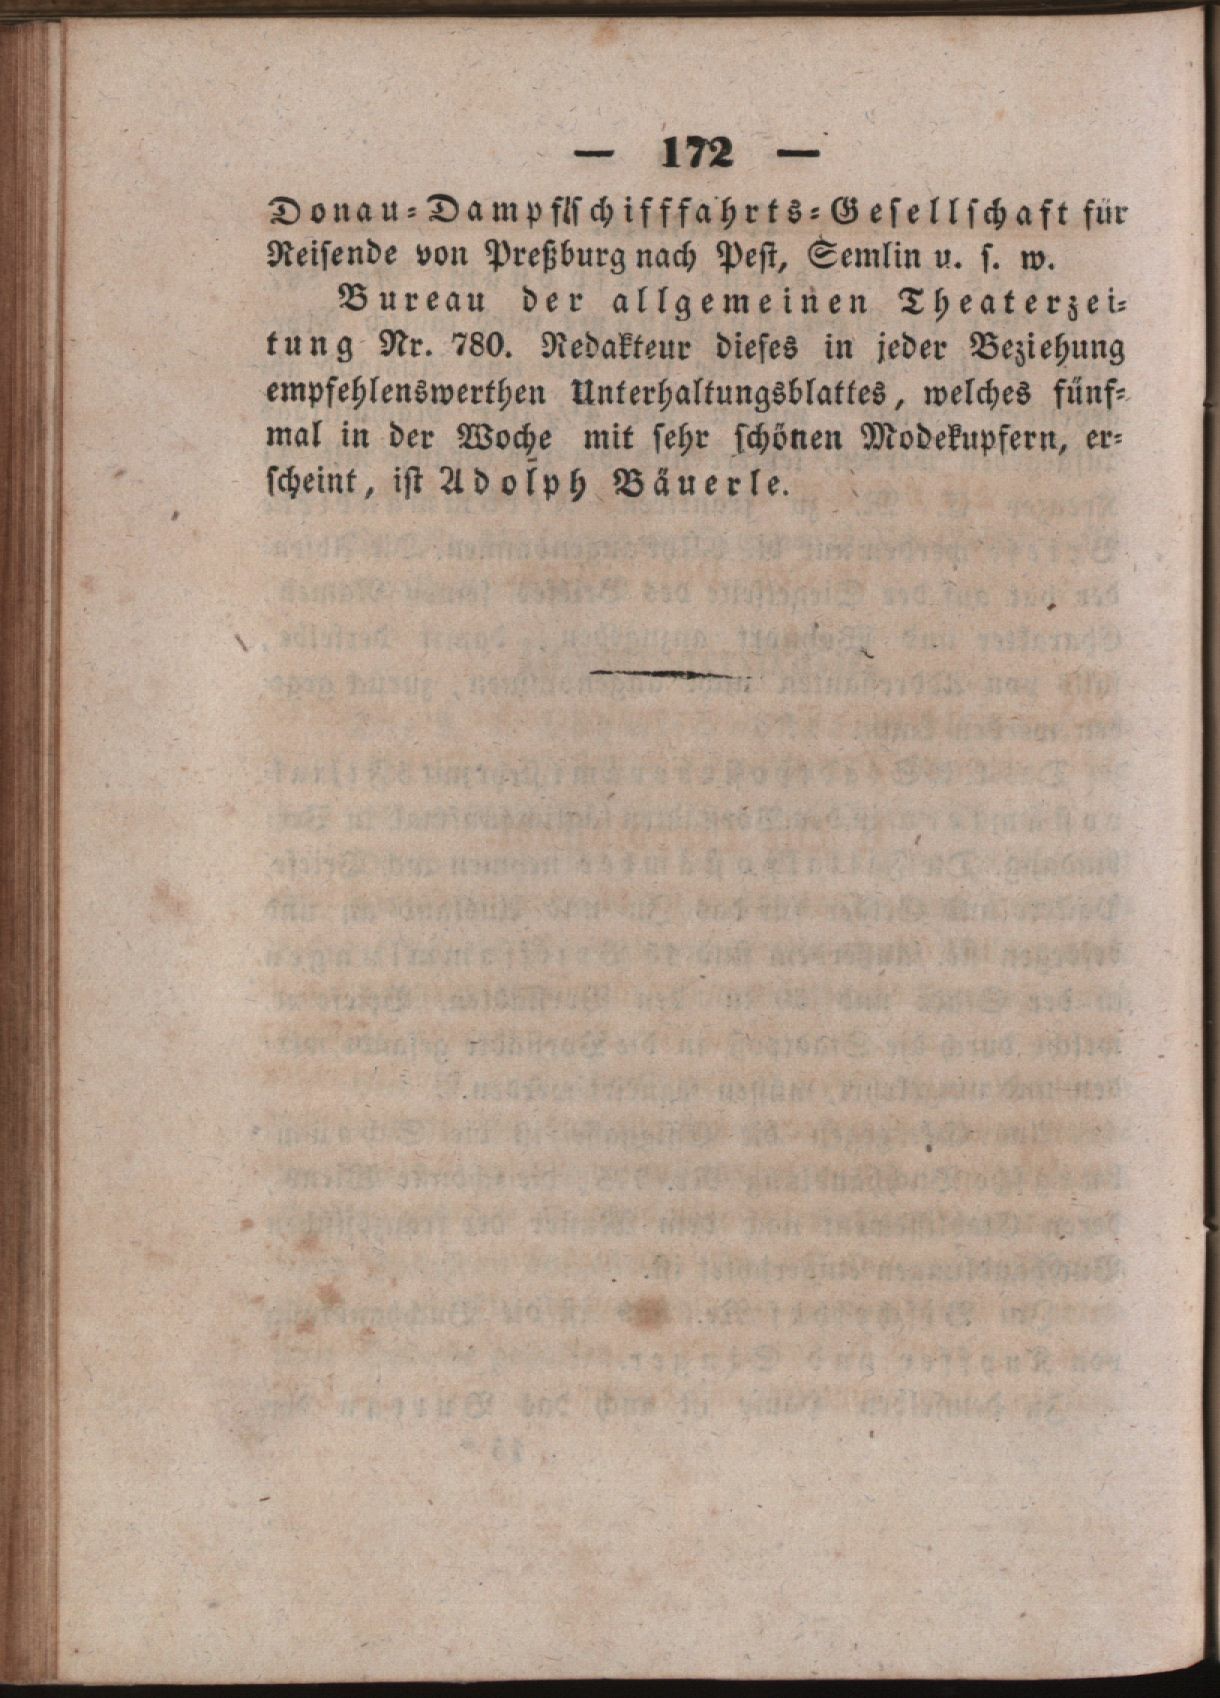 — 172 —
Donau-Dampfschifffahrts-Gesellschaft für
Reisende von Preßburg nach Pest, Semlin u. s. w.
Bureau der allgemeinen Theaterzei-
tung Nr. 780. Redakteur dieses in jeder Beziehung
empfehlenswerthen Unterhaltungsblattes, welches fünf-
mal in der Woche mit sehr schönen Modekupfern, er-
scheint, ist Adolph Bäuerle.